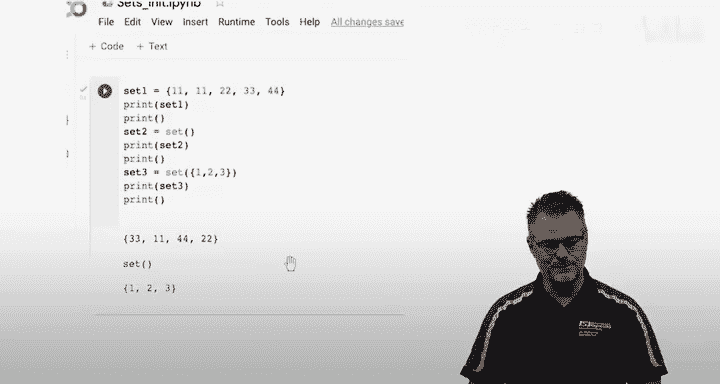 Sets_init.ipynb
File Edit View Insert Runtime Tools Help All changes save
+ Code + Text
set1 = {11, 11, 22, 33, 44}
print(set1)
print()
set2 = set()
print(set2)
print()
set3 = set({1,2,3})
print(set3)
print()
{33, 11, 44, 22}
set()
{1, 2, 3}